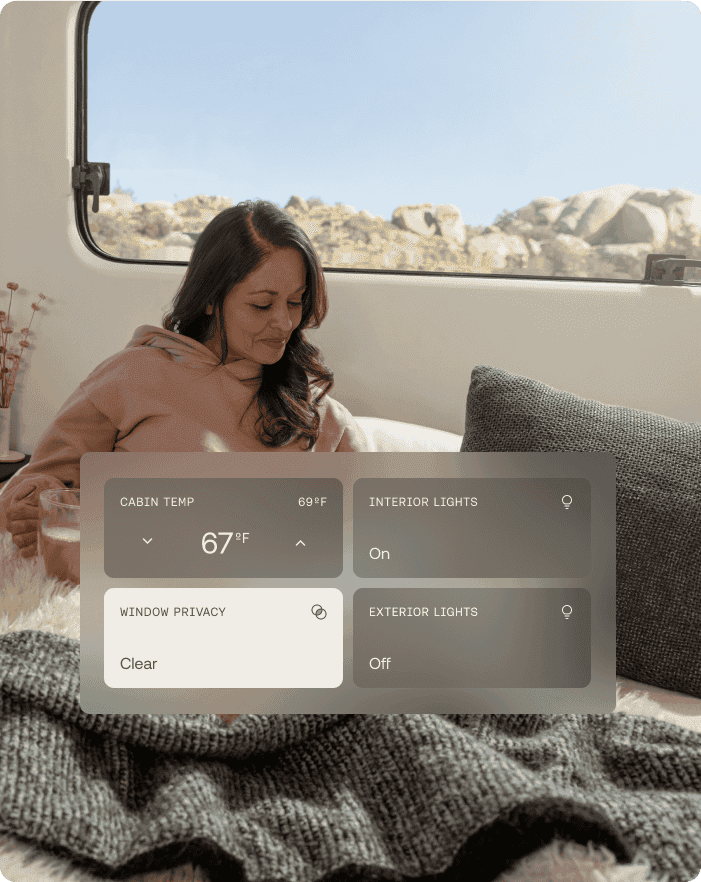 CABIN TEMP 69ºF
67ºF
INTERIOR LIGHTS
On
WINDOW PRIVACY
Clear
EXTERIOR LIGHTS
Off